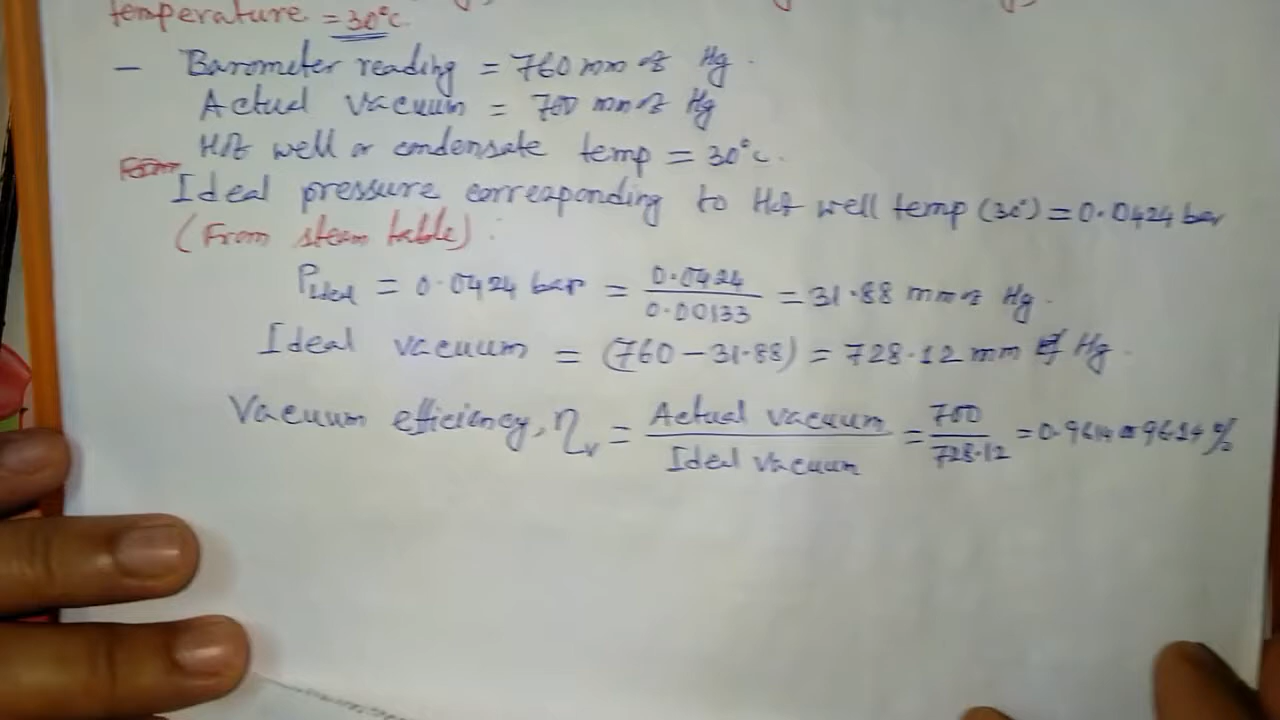 temperature = 30°c
– Barometer reading = 760 mm of Hg.
Actual vacuum = 700 mm of Hg
Hot well or condensate temp = 30°c.
From
Ideal pressure corresponding to Hot well temp (30°) = 0.0424 bar
(From steam table) :
Pideal = 0.0424 bar = 0.0424 / 0.00133 = 31.88 mm of Hg.
Ideal vacuum = (760 – 31.88) = 728.12 mm of Hg.
Vacuum efficiency, ηv = Actual vacuum / Ideal vacuum = 700 / 728.12 = 0.9614 = 96.14 %